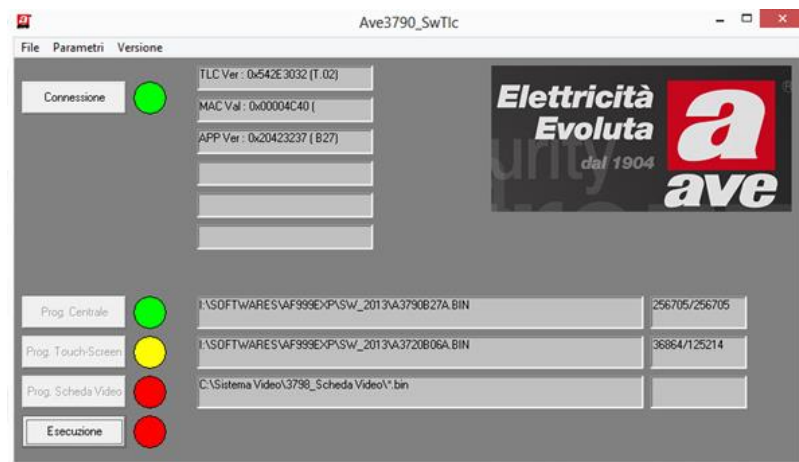 a
Ave3790_SwTlc
File Parametri Versione
Connessione
TLC Ver : 0x542E3032 (T.02)
MAC Val : 0x00004C40 (
APP Ver : 0x20423237 ( B27)
Elettricità
Evoluta
dal 1904
a
ave
®
Prog. Centrale
I:\SOFTWARES\AF999EXP\SW_2013\A3790B27A.BIN
256705/256705
Prog. Touch-Screen
I:\SOFTWARES\AF999EXP\SW_2013\A3720B06A.BIN
36864/125214
Prog. Scheda Video
C:\Sistema Video\3798_Scheda Video\*.bin
Esecuzione